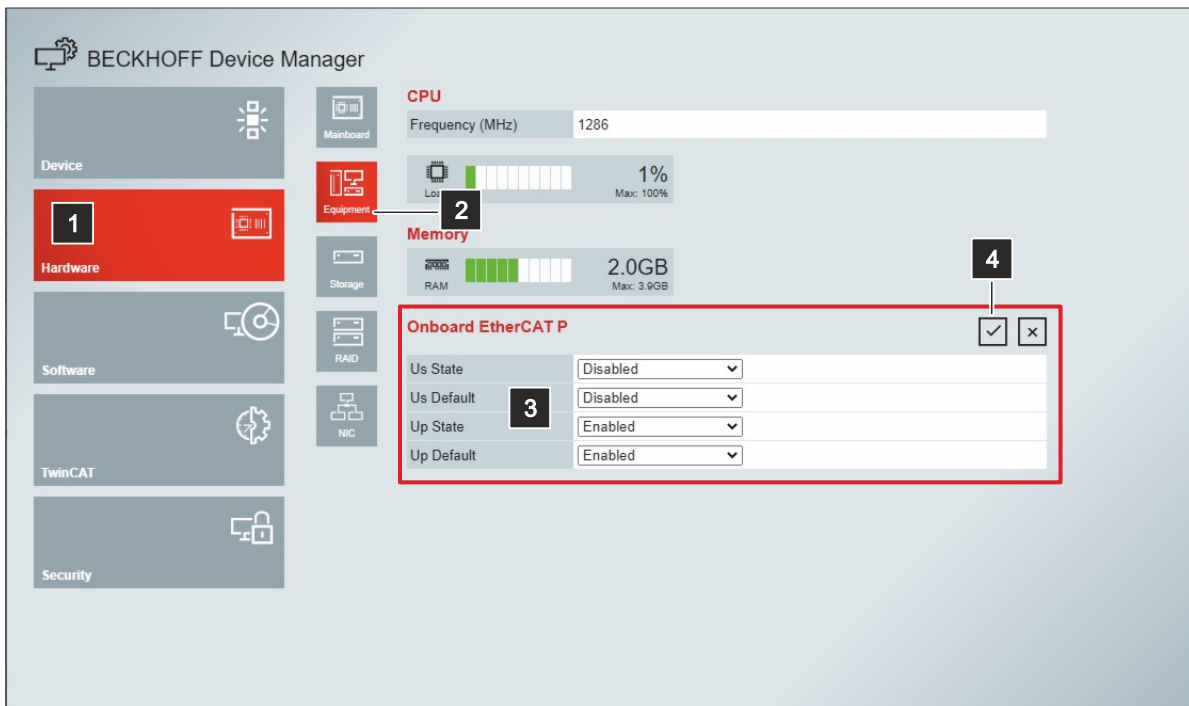 BECKHOFF Device Manager
Device
1
Hardware
Software
TwinCAT
Security
Mainboard
Equipment
2
Storage
RAID
NIC
CPU
Frequency (MHz) 1286
1%
Max: 100%
Memory
RAM
2.0GB
Max: 3.9GB
4
Onboard EtherCAT P
Us State Disabled
Us Default Disabled
3
Up State Enabled
Up Default Enabled